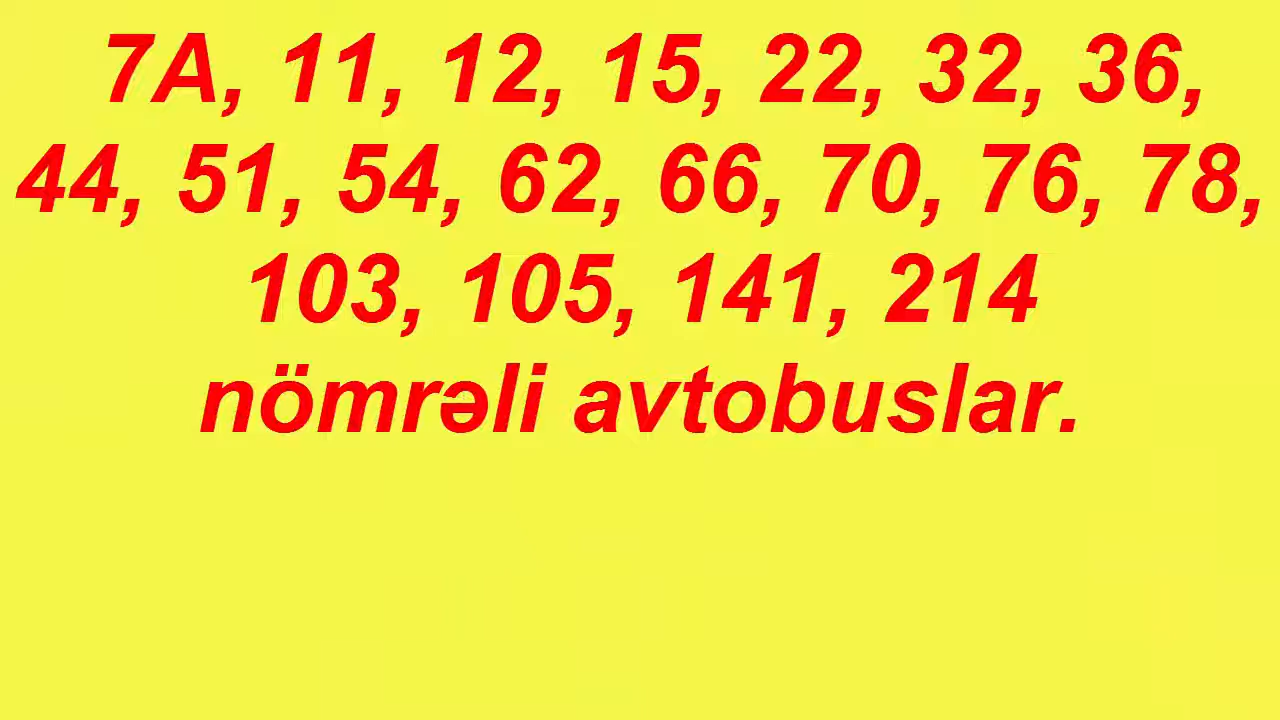 7A, 11, 12, 15, 22, 32, 36,
44, 51, 54, 62, 66, 70, 76, 78,
103, 105, 141, 214
nömrəli avtobuslar.